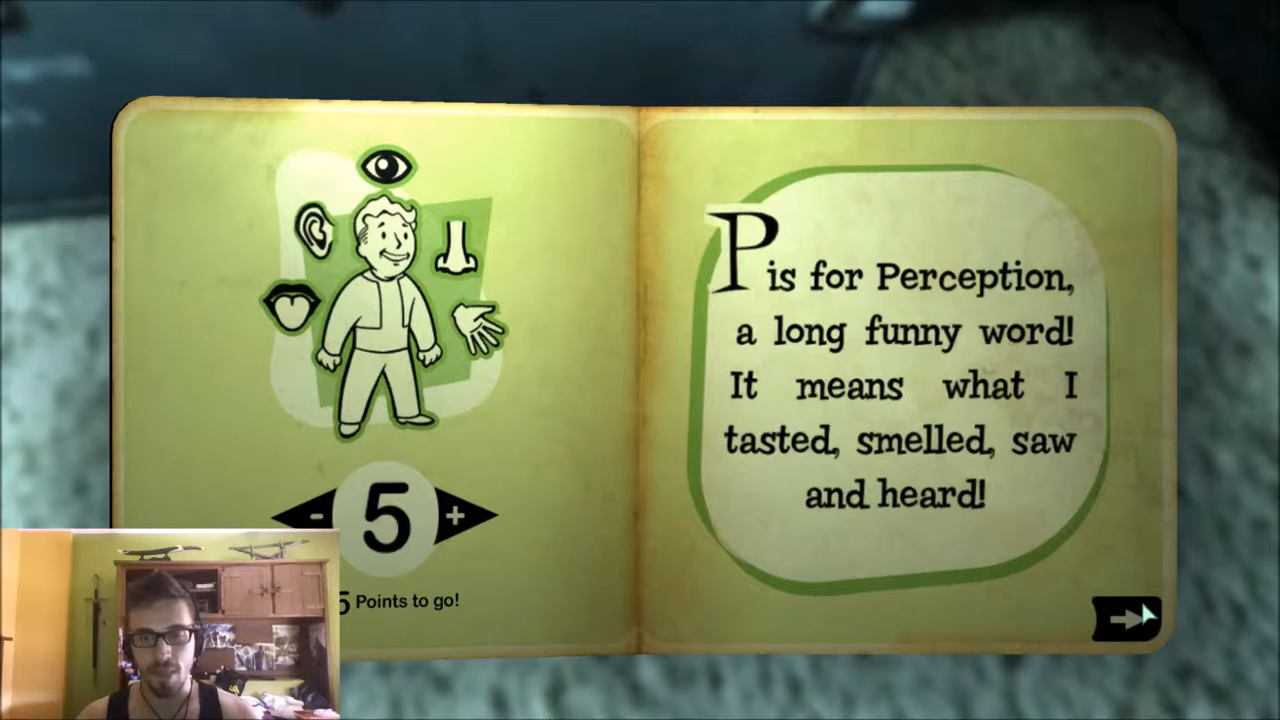 P is for Perception,
a long funny word!
It means what I
tasted, smelled, saw
and heard!
- 5 +
5 Points to go!